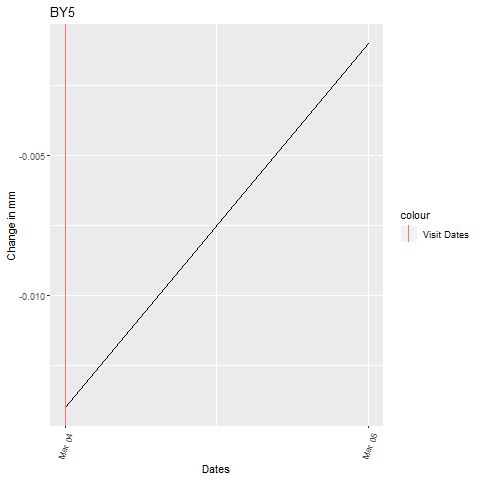 BY5
Change in mm
-0.005
-0.010
Mar 04
Mar 05
Dates
colour
Visit Dates